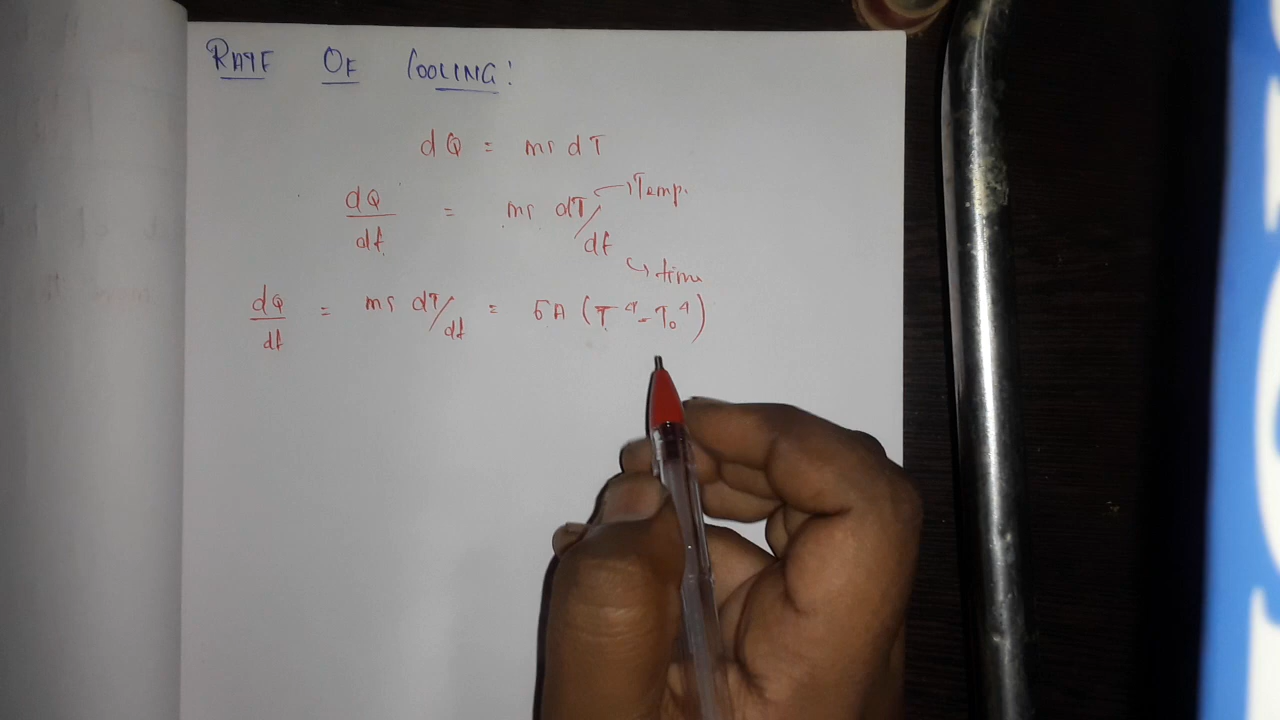 RATE OF COOLING:
dQ = ms dT
dQ/dt = ms dT/dt
Temp.
time
dQ/dt = ms dT/dt = σA (T⁴ - T₀⁴)